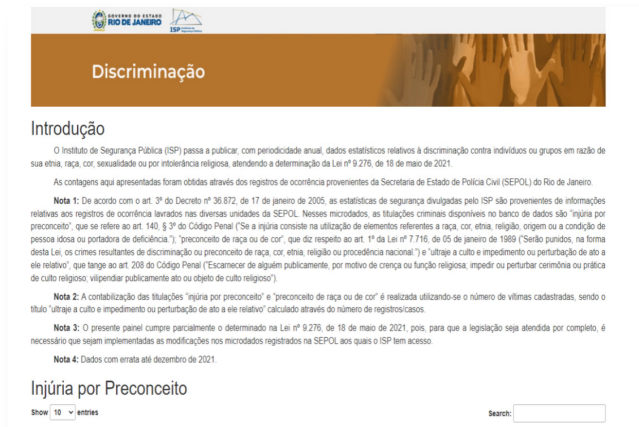 GOVERNO DO ESTADO
RIO DE JANEIRO
ISP
Discriminação
Introdução
O Instituto de Segurança Pública (ISP) passa a publicar, com periodicidade anual, dados estatísticos relativos à discriminação contra indivíduos ou grupos em razão de
sua etnia, raça, cor, sexualidade ou por intolerância religiosa, atendendo a determinação da Lei nº 9.276, de 18 de maio de 2021.
As contagens aqui apresentadas foram obtidas através dos registros de ocorrência provenientes da Secretaria de Estado de Polícia Civil (SEPOL) do Rio de Janeiro.
Nota 1: De acordo com o art. 3º do Decreto nº 36.872, de 17 de janeiro de 2005, as estatísticas de segurança divulgadas pelo ISP são provenientes de informações
relativas aos registros de ocorrência lavrados nas diversas unidades da SEPOL. Nesses microdados, as titulações criminais disponíveis no banco de dados são "injúria por
preconceito", que se refere ao art. 140, § 3º do Código Penal ("Se a injúria consiste na utilização de elementos referentes a raça, cor, etnia, religião, origem ou a condição de
pessoa idosa ou portadora de deficiência."); "preconceito de raça ou de cor", que diz respeito ao art. 1º da Lei nº 7.716, de 05 de janeiro de 1989 ("Serão punidos, na forma
desta Lei, os crimes resultantes de discriminação ou preconceito de raça, cor, etnia, religião ou procedência nacional.") e "ultraje a culto e impedimento ou perturbação de ato a
ele relativo", que tange ao art. 208 do Código Penal ("Escarnecer de alguém publicamente, por motivo de crença ou função religiosa; impedir ou perturbar cerimônia ou prática
de culto religioso; vilipendiar publicamente ato ou objeto de culto religioso").
Nota 2: A contabilização das titulações "injúria por preconceito" e "preconceito de raça ou de cor" é realizada utilizando-se o número de vítimas cadastradas, sendo o
título "ultraje a culto e impedimento ou perturbação de ato a ele relativo" calculado através do número de registros/casos.
Nota 3: O presente painel cumpre parcialmente o determinado na Lei nº 9.276, de 18 de maio de 2021, pois, para que a legislação seja atendida por completo, é
necessário que sejam implementadas as modificações nos microdados registrados na SEPOL aos quais o ISP tem acesso.
Nota 4: Dados com errata até dezembro de 2021.
Injúria por Preconceito
Show 10 entries Search: